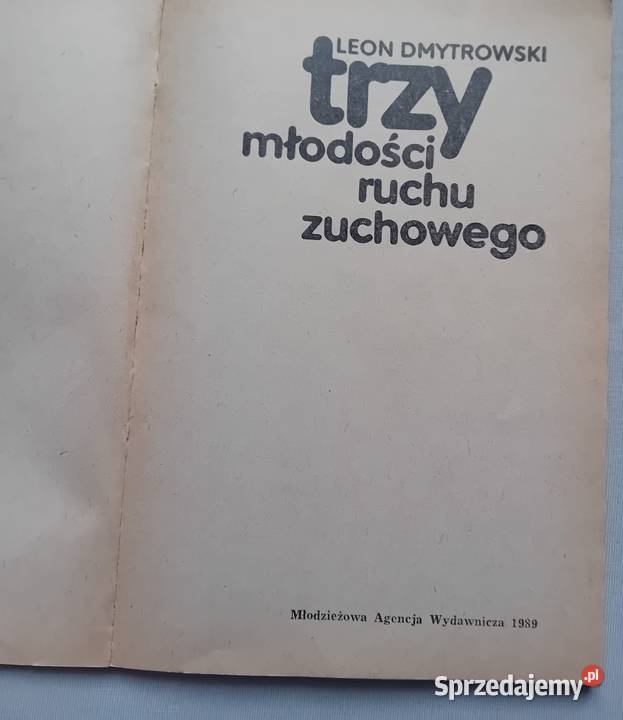 LEON DMYTROWSKI
trzy
młodości
ruchu
zuchowego
Młodzieżowa Agencja Wydawnicza 1989
Sprzedajemy.pl